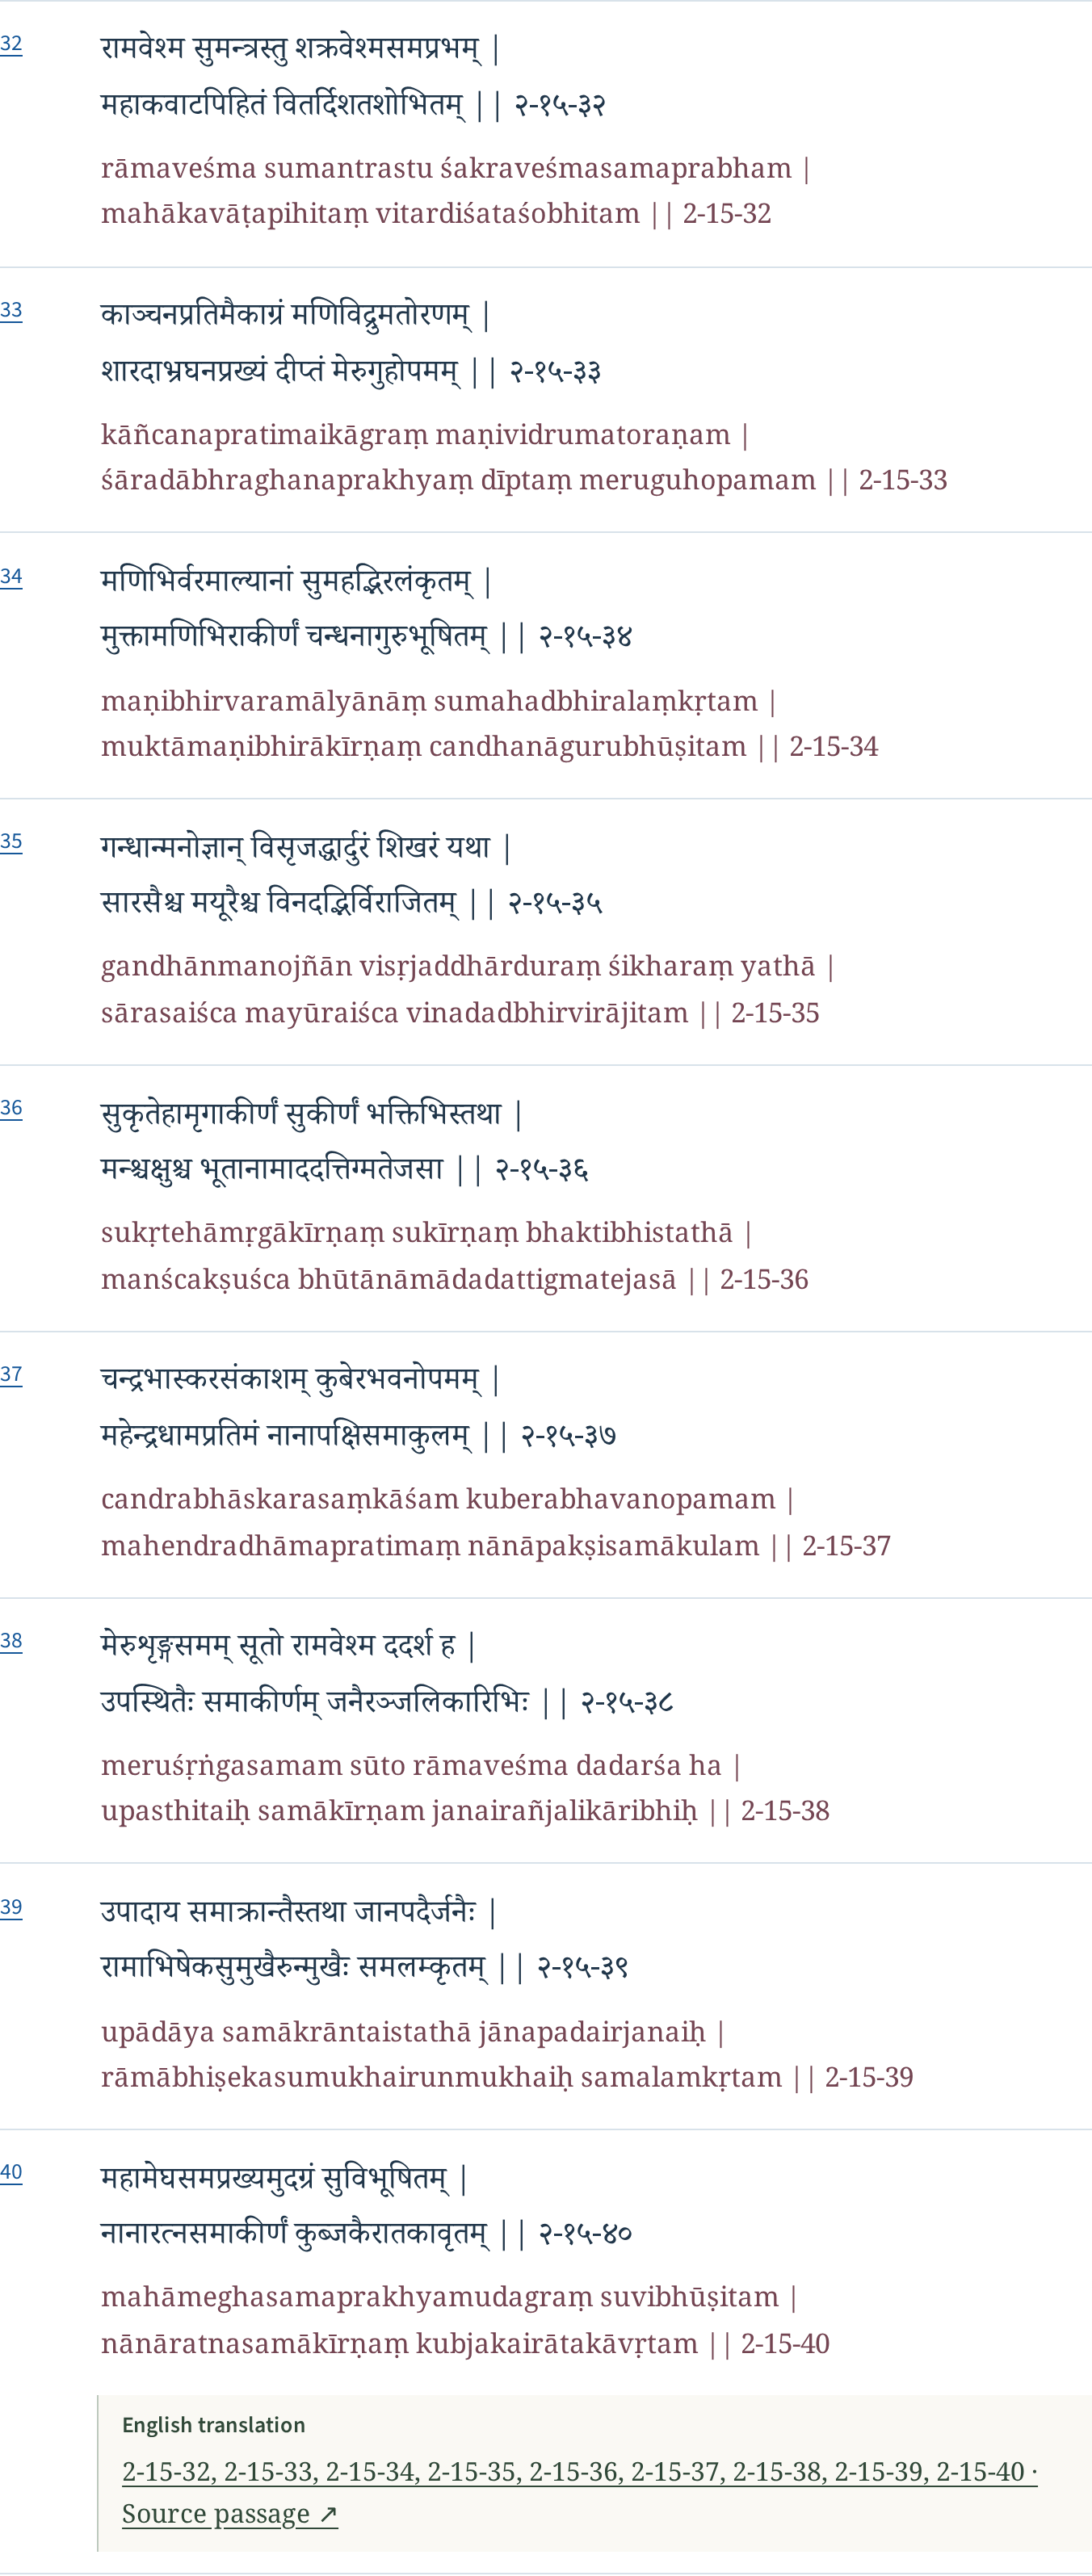 32
रामवेश्म सुमन्त्रस्तु शक्रवेश्मसमप्रभम् |
महाकवाटपिहितं वितर्दिशतशोभितम् || २-१५-३२
rāmaveśma sumantrastu śakraveśmasamaprabham |
mahākavāṭapihitaṃ vitardiśataśobhitam || 2-15-32
33
काञ्चनप्रतिमैकाग्रं मणिविद्रुमतोरणम् |
शारदाभ्रघनप्रख्यं दीप्तं मेरुगुहोपमम् || २-१५-३३
kāñcanapratimaikāgraṃ maṇividrumatoraṇam |
śāradābhraghanaprakhyaṃ dīptaṃ meruguhopamam || 2-15-33
34
मणिभिर्वरमाल्यानां सुमहद्भिरलंकृतम् |
मुक्तामणिभिराकीर्णं चन्धनागुरुभूषितम् || २-१५-३४
maṇibhirvaramālyānāṃ sumahadbhiralaṃkṛtam |
muktāmaṇibhirākīrṇaṃ candhanāgurubhūṣitam || 2-15-34
35
गन्धान्मनोज्ञान् विसृजद्धार्दुरं शिखरं यथा |
सारसैश्च मयूरैश्च विनदद्भिर्विराजितम् || २-१५-३५
gandhānmanojñān visṛjaddhārduraṃ śikharaṃ yathā |
sārasaiśca mayūraiśca vinadadbhirvirājitam || 2-15-35
36
सुकृतेहामृगाकीर्णं सुकीर्णं भक्तिभिस्तथा |
मन्श्चक्षुश्च भूतानामाददत्तिग्मतेजसा || २-१५-३६
sukṛtehāmṛgākīrṇaṃ sukīrṇaṃ bhaktibhistathā |
manścakṣuśca bhūtānāmādadattigmatejasā || 2-15-36
37
चन्द्रभास्करसंकाशम् कुबेरभवनोपमम् |
महेन्द्रधामप्रतिमं नानापक्षिसमाकुलम् || २-१५-३७
candrabhāskarasaṃkāśam kuberabhavanopamam |
mahendradhāmapratimaṃ nānāpakṣisamākulam || 2-15-37
38
मेरुशृङ्गसमम् सूतो रामवेश्म ददर्श ह |
उपस्थितैः समाकीर्णम् जनैरञ्जलिकारिभिः || २-१५-३८
meruśṛṅgasamam sūto rāmaveśma dadarśa ha |
upasthitaiḥ samākīrṇam janairañjalikāribhiḥ || 2-15-38
39
उपादाय समाक्रान्तैस्तथा जानपदैर्जनैः |
रामाभिषेकसुमुखैरुन्मुखैः समलम्कृतम् || २-१५-३९
upādāya samākrāntaistathā jānapadairjanaiḥ |
rāmābhiṣekasumukhairunmukhaiḥ samalamkṛtam || 2-15-39
40
महामेघसमप्रख्यमुदग्रं सुविभूषितम् |
नानारत्नसमाकीर्णं कुब्जकैरातकावृतम् || २-१५-४०
mahāmeghasamaprakhyamudagraṃ suvibhūṣitam |
nānāratnasamākīrṇaṃ kubjakairātakāvṛtam || 2-15-40
English translation
2-15-32, 2-15-33, 2-15-34, 2-15-35, 2-15-36, 2-15-37, 2-15-38, 2-15-39, 2-15-40 ·
Source passage ↗